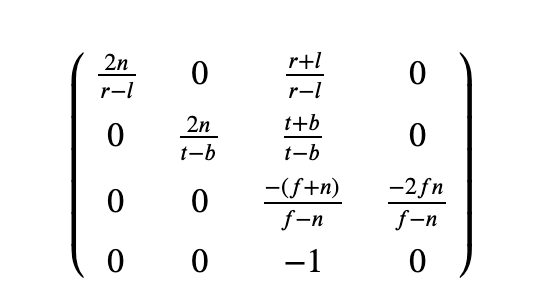 2n/(r−l) 0 (r+l)/(r−l) 0
0 2n/(t−b) (t+b)/(t−b) 0
0 0 −(f+n)/(f−n) −2fn/(f−n)
0 0 −1 0